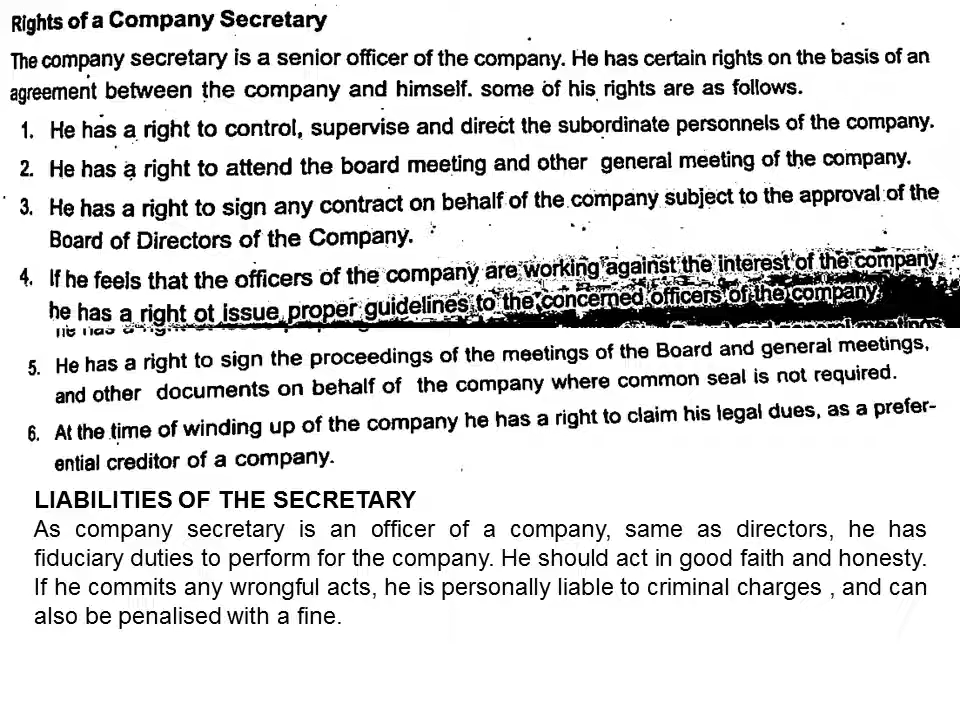 Rights of a Company Secretary
The company secretary is a senior officer of the company. He has certain rights on the basis of an
agreement between the company and himself. some of his rights are as follows.
1. He has a right to control, supervise and direct the subordinate personnels of the company.
2. He has a right to attend the board meeting and other general meeting of the company.
3. He has a right to sign any contract on behalf of the company subject to the approval of the
Board of Directors of the Company.
4. If he feels that the officers of the company are working against the interest of the company
he has a right ot issue proper guidelines to the concerned officers of the company.
5. He has a right to sign the proceedings of the meetings of the Board and general meetings,
and other documents on behalf of the company where common seal is not required.
6. At the time of winding up of the company he has a right to claim his legal dues, as a prefer-
ential creditor of a company.
LIABILITIES OF THE SECRETARY
As company secretary is an officer of a company, same as directors, he has
fiduciary duties to perform for the company. He should act in good faith and honesty.
If he commits any wrongful acts, he is personally liable to criminal charges , and can
also be penalised with a fine.